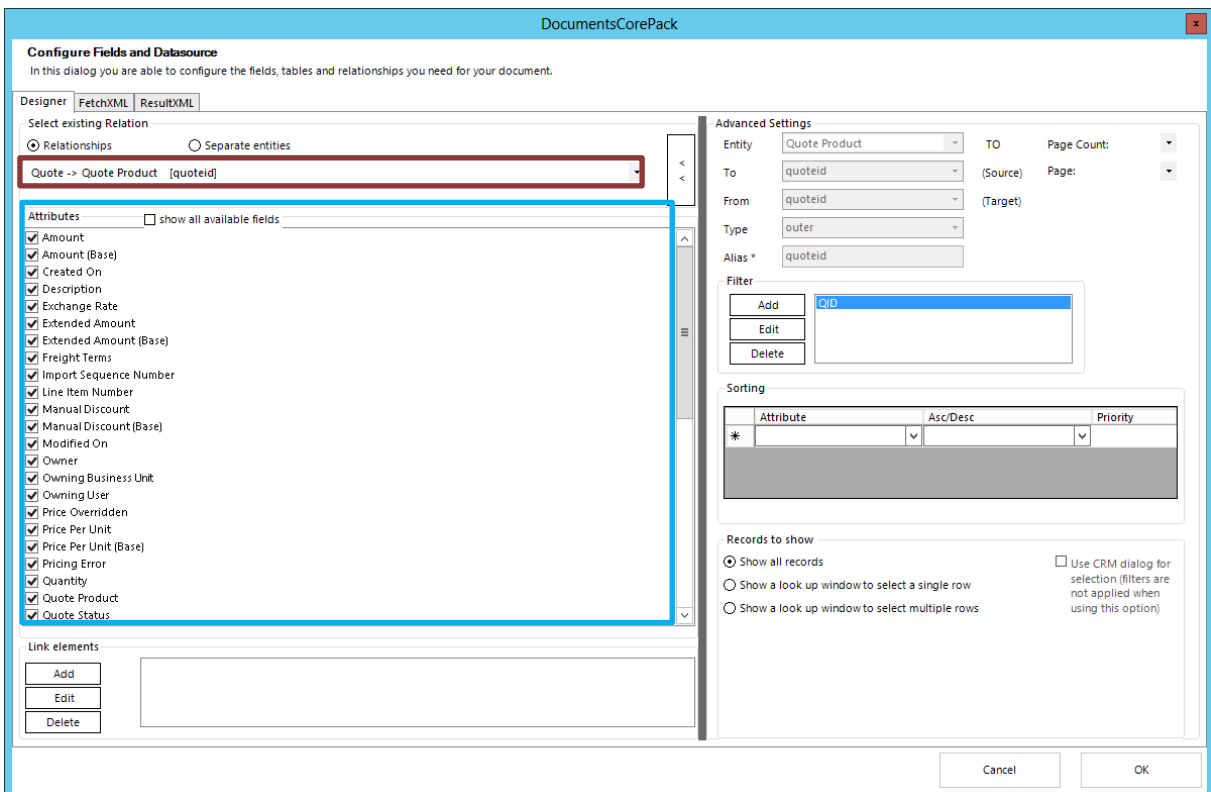 DocumentsCorePack
x
Configure Fields and Datasource
In this dialog you are able to configure the fields, tables and relationships you need for your document.
Designer FetchXML ResultXML
Select existing Relation
Relationships Separate entities
Quote -> Quote Product [quoteid]
<
<
Attributes show all available fields
Amount
Amount (Base)
Created On
Description
Exchange Rate
Extended Amount
Extended Amount (Base)
Freight Terms
Import Sequence Number
Line Item Number
Manual Discount
Manual Discount (Base)
Modified On
Owner
Owning Business Unit
Owning User
Price Overridden
Price Per Unit
Price Per Unit (Base)
Pricing Error
Quantity
Quote Product
Quote Status
Link elements
Add
Edit
Delete
Advanced Settings
Entity Quote Product TO Page Count:
To quoteid (Source) Page:
From quoteid (Target)
Type outer
Alias * quoteid
Filter
Add QID
Edit
Delete
Sorting
Attribute Asc/Desc Priority
Records to show
Show all records
Show a look up window to select a single row
Show a look up window to select multiple rows
Use CRM dialog for
selection (filters are
not applied when
using this option)
Cancel OK